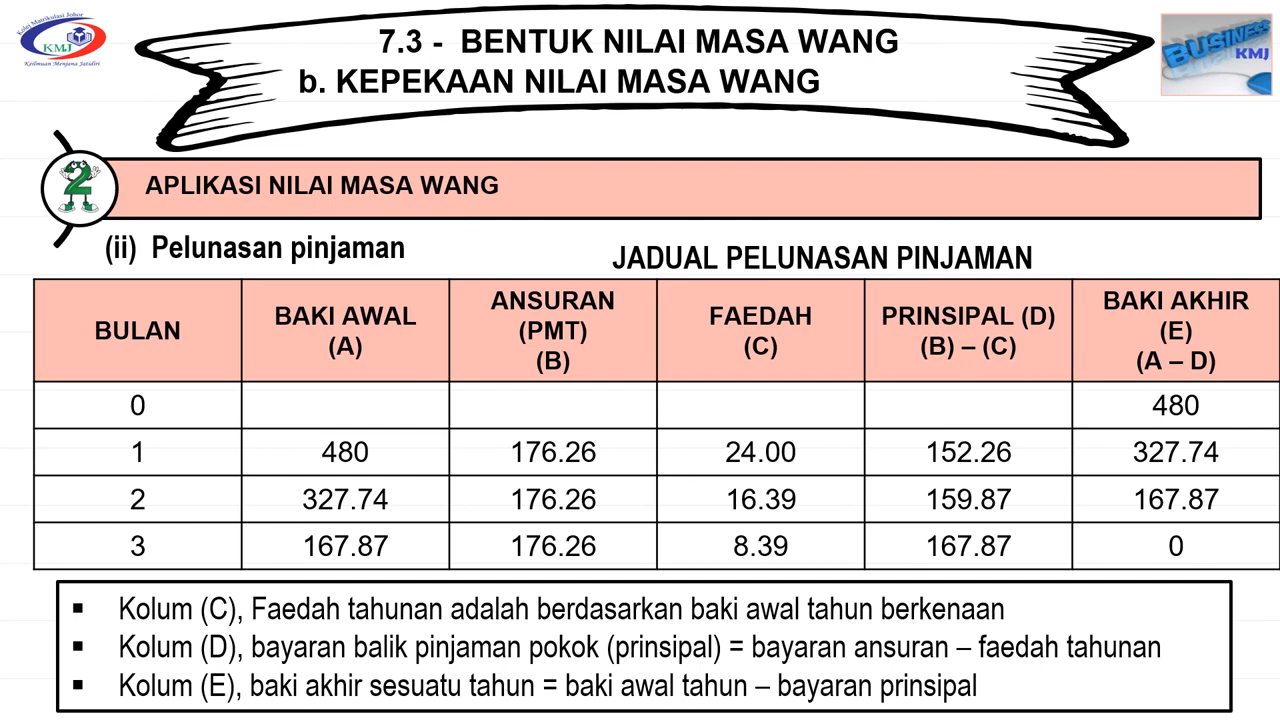 Kolej Matrikulasi Johor
KMJ
Keilmuan Menjana Jatidiri
7.3 - BENTUK NILAI MASA WANG
b. KEPEKAAN NILAI MASA WANG
BUSINESS
KMJ
2
APLIKASI NILAI MASA WANG
(ii) Pelunasan pinjaman
JADUAL PELUNASAN PINJAMAN
BULAN BAKI AWAL (A) ANSURAN (PMT) (B) FAEDAH (C) PRINSIPAL (D) (B) – (C) BAKI AKHIR (E) (A – D)
0 480
1 480 176.26 24.00 152.26 327.74
2 327.74 176.26 16.39 159.87 167.87
3 167.87 176.26 8.39 167.87 0
▪ Kolum (C), Faedah tahunan adalah berdasarkan baki awal tahun berkenaan
▪ Kolum (D), bayaran balik pinjaman pokok (prinsipal) = bayaran ansuran – faedah tahunan
▪ Kolum (E), baki akhir sesuatu tahun = baki awal tahun – bayaran prinsipal